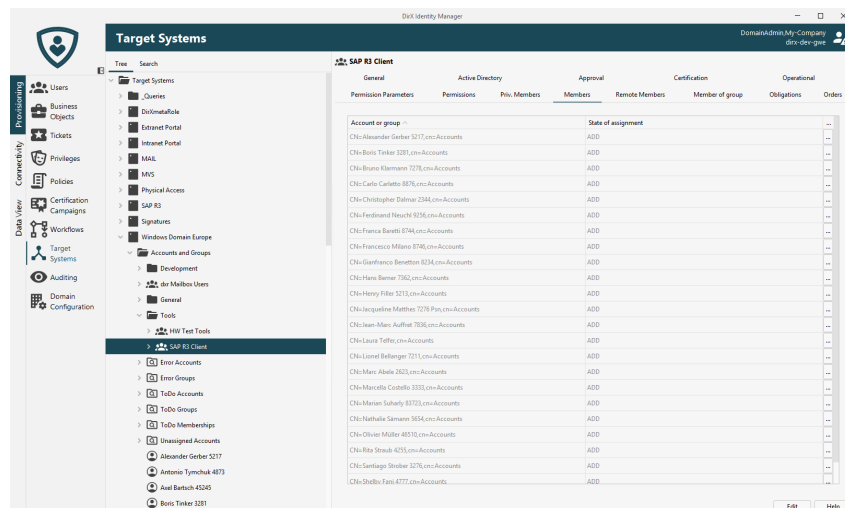 DirX Identity Manager
Target Systems
DomainAdmin,My-Company
dirx-dev-gwe
Provisioning
Connectivity
Data View
Users
Business
Objects
Tickets
Privileges
Policies
Certification
Campaigns
Workflows
Target
Systems
Auditing
Domain
Configuration
Tree Search
Target Systems
_Queries
DirXmetaRole
Extranet Portal
Intranet Portal
MAIL
MVS
Physical Access
SAP R3
Signatures
Windows Domain Europe
Accounts and Groups
Development
dxr Mailbox Users
General
Tools
HW Test Tools
SAP R3 Client
Error Accounts
Error Groups
ToDo Accounts
ToDo Groups
ToDo Memberships
Unassigned Accounts
Alexander Gerber 5217
Antonio Tymchuk 4873
Axel Bartsch 45245
Boris Tinker 3281
SAP R3 Client
General Active Directory Approval Certification Operational
Permission Parameters Permissions Priv. Members Members Remote Members Member of group Obligations Orders
Account or group State of assignment ...
CN=Alexander Gerber 5217,cn=Accounts ADD ...
CN=Boris Tinker 3281,cn=Accounts ADD ...
CN=Bruno Klarmann 7278,cn=Accounts ADD ...
CN=Carlo Carletto 8876,cn=Accounts ADD ...
CN=Christopher Dalmar 2344,cn=Accounts ADD ...
CN=Ferdinand Neuchl 9256,cn=Accounts ADD ...
CN=Franca Baretti 8744,cn=Accounts ADD ...
CN=Francesco Milano 8746,cn=Accounts ADD ...
CN=Gianfranco Benetton 8234,cn=Accounts ADD ...
CN=Hans Berner 7362,cn=Accounts ADD ...
CN=Henry Filler 5213,cn=Accounts ADD ...
CN=Jacqueline Matthes 7276 Psn,cn=Accounts ADD ...
CN=Jean-Marc Auffret 7836,cn=Accounts ADD ...
CN=Laura Telfer,cn=Accounts ADD ...
CN=Lionel Bellanger 7211,cn=Accounts ADD ...
CN=Marc Abele 2623,cn=Accounts ADD ...
CN=Marcella Costello 3333,cn=Accounts ADD ...
CN=Marian Suharly 83723,cn=Accounts ADD ...
CN=Nathalie Sämann 5654,cn=Accounts ADD ...
CN=Olivier Müller 46510,cn=Accounts ADD ...
CN=Rita Straub 4255,cn=Accounts ADD ...
CN=Santiago Strober 3276,cn=Accounts ADD ...
CN=Shelby Fani 4777,cn=Accounts ADD ...
Edit Help